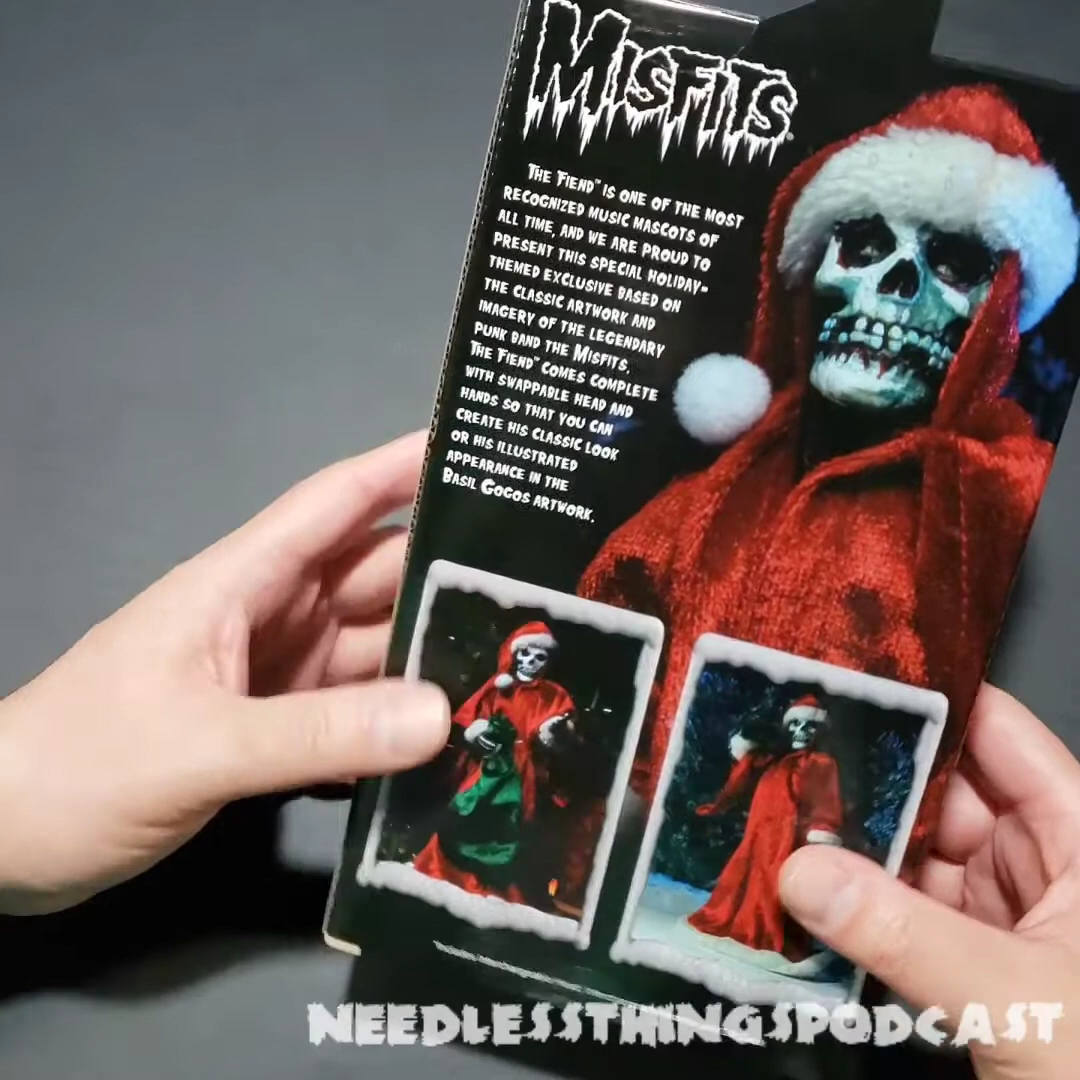 MISFITS
THE FIEND™ IS ONE OF THE MOST
RECOGNIZED MUSIC MASCOTS OF
ALL TIME, AND WE ARE PROUD TO
PRESENT THIS SPECIAL HOLIDAY-
THEMED EXCLUSIVE BASED ON
THE CLASSIC ARTWORK AND
IMAGERY OF THE LEGENDARY
PUNK BAND THE MISFITS.
THE FIEND™ COMES COMPLETE
WITH SWAPPABLE HEAD AND
HANDS SO THAT YOU CAN
CREATE HIS CLASSIC LOOK
OR HIS ILLUSTRATED
APPEARANCE IN THE
BASIL GOGOS ARTWORK.
NEEDLESSTHINGSPODCAST